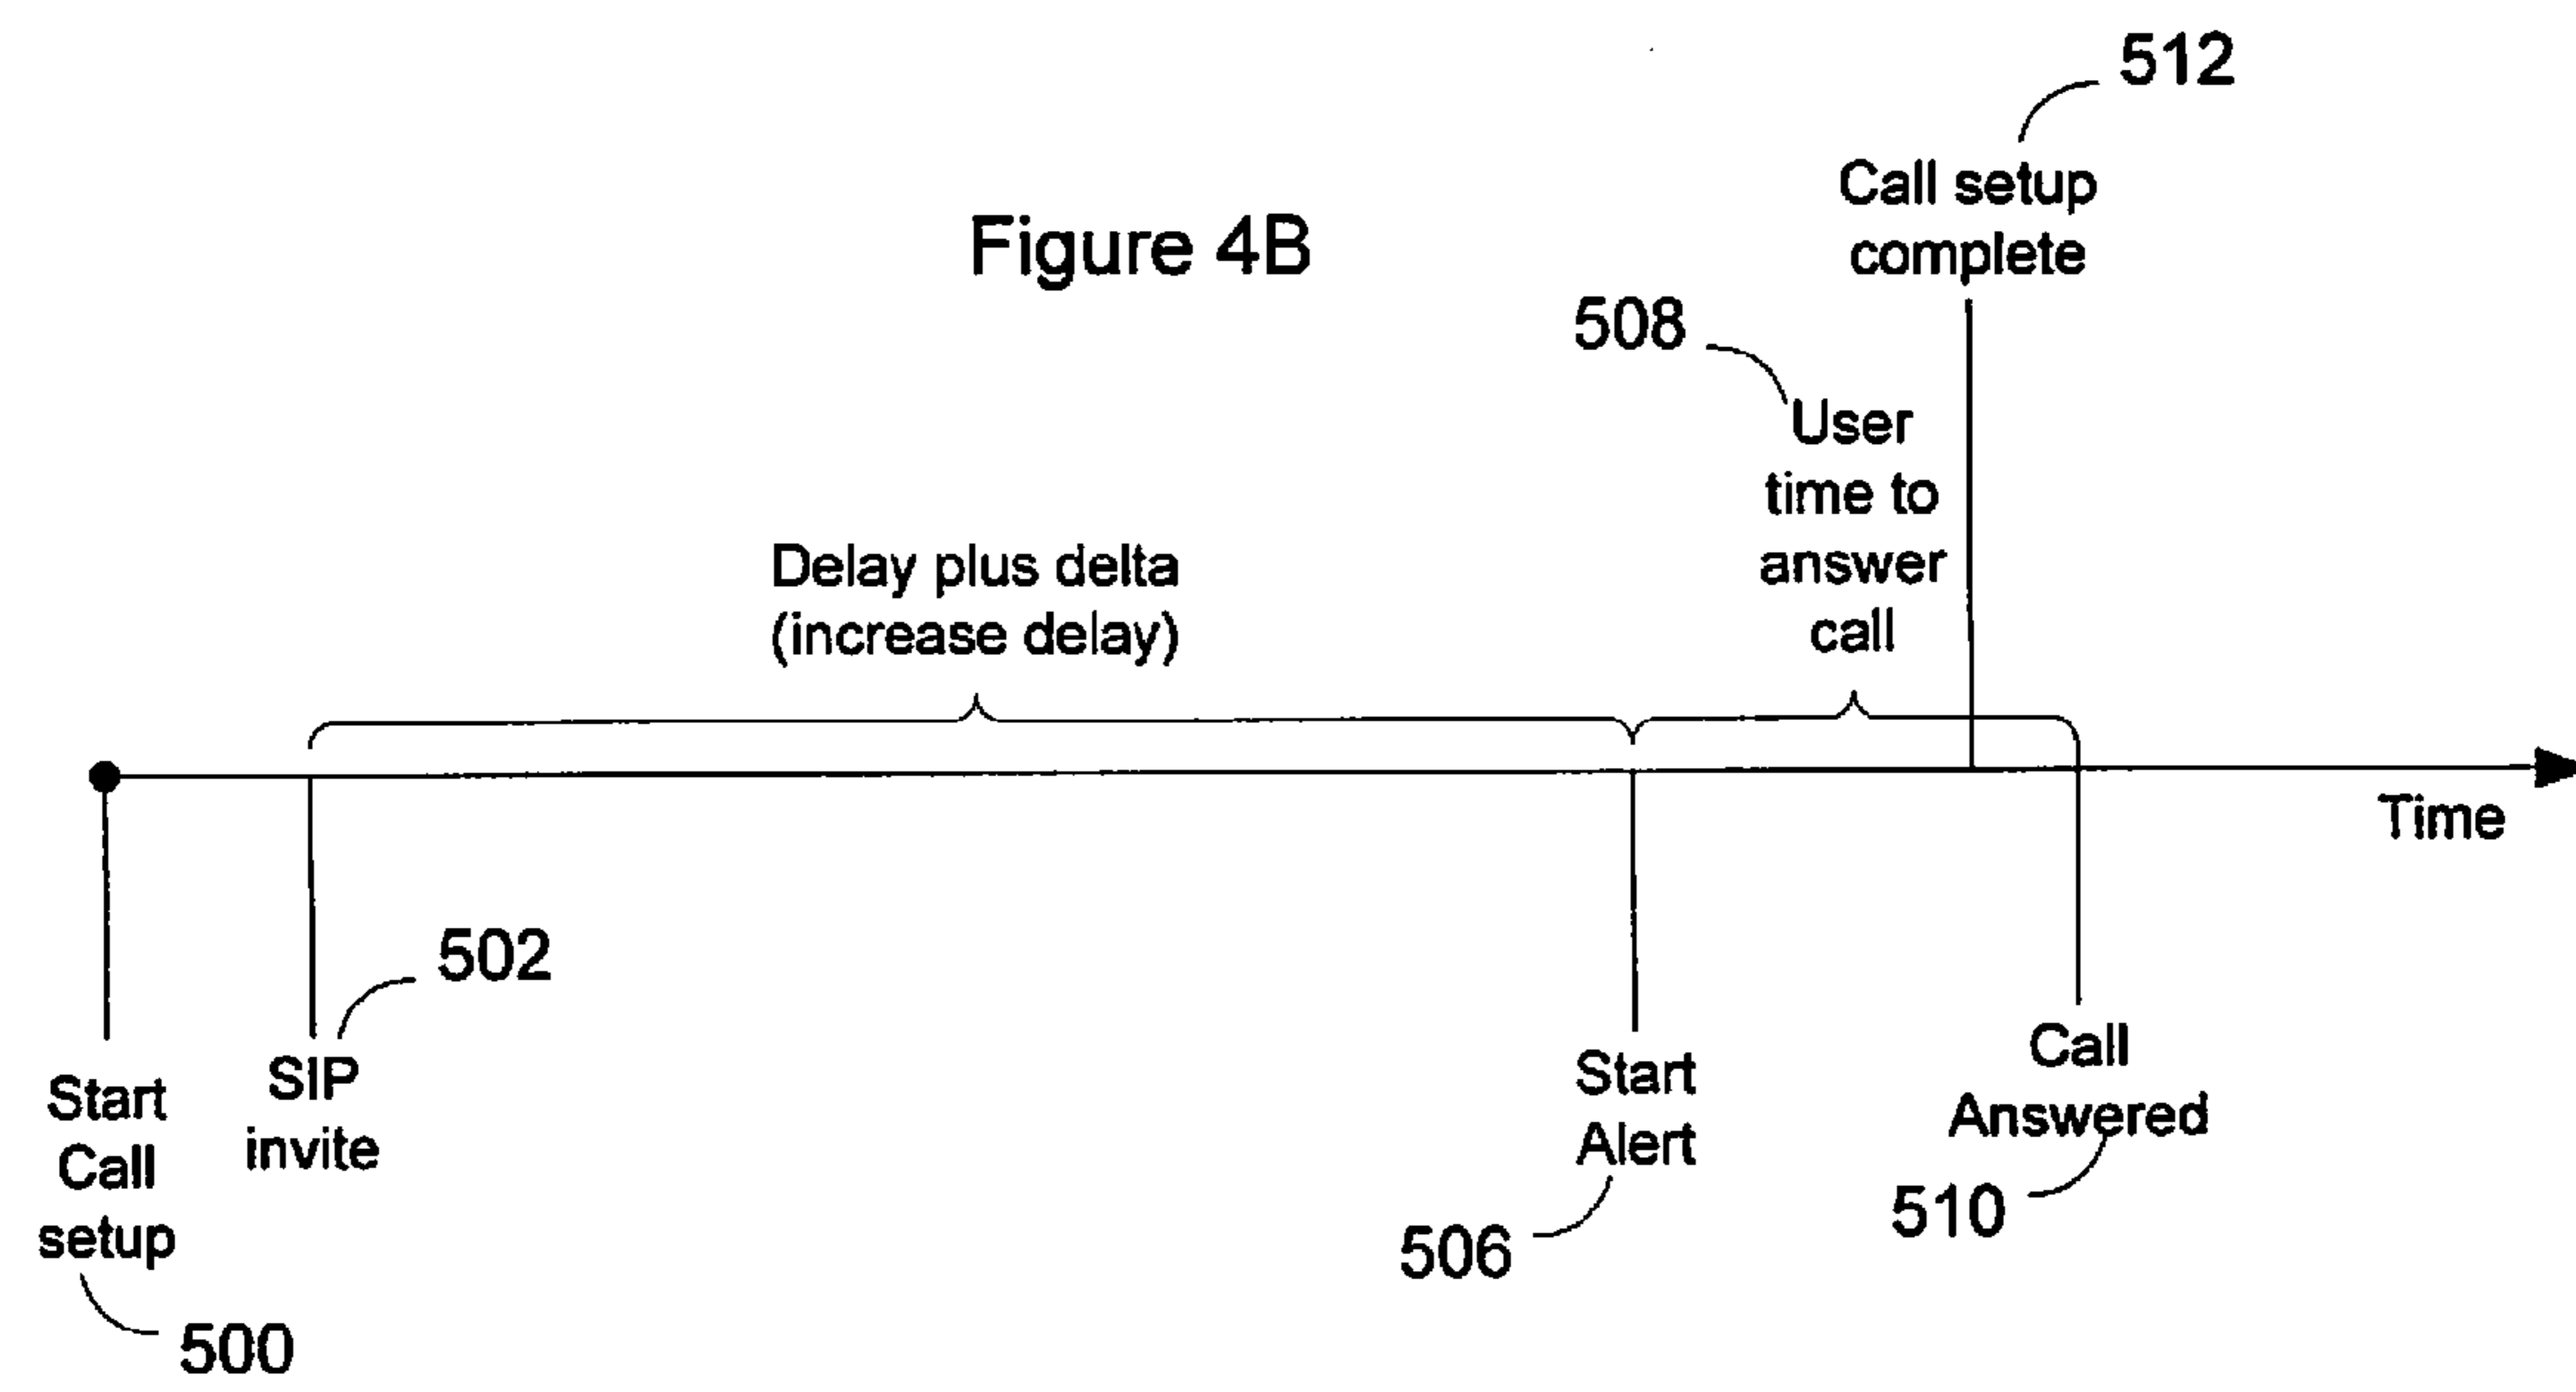 512
Call setup
complete
Figure 4B
508
User
time to
answer
call
Delay plus delta
(increase delay)
Time
502
SIP
invite
Start
Call
setup
500
Start
Alert
506
Call
Answered
510